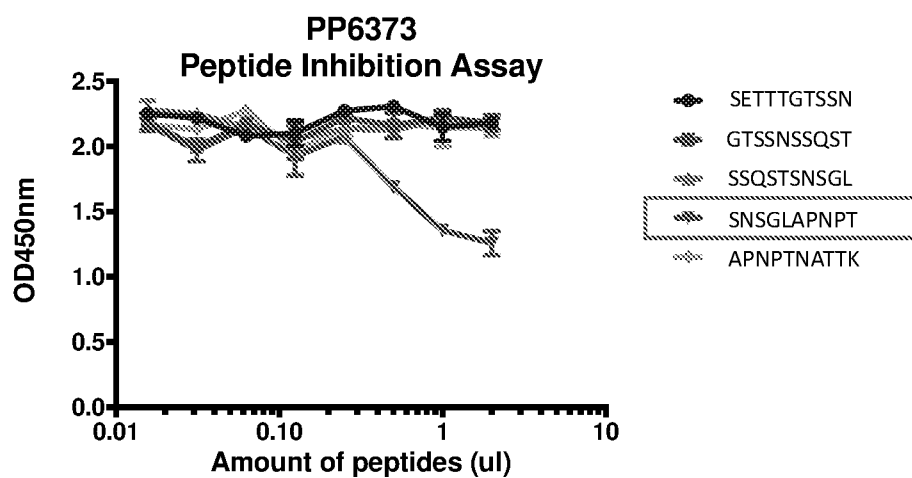 PP6373
Peptide Inhibition Assay
2.5
2.0
1.5
1.0
0.5
0.0
OD450nm
0.01
0.10
1
10
Amount of peptides (ul)
SETTTGTSSN
GTSSNSSQST
SSQSTSNSGL
SNSGLAPNPT
APNPTNATTK